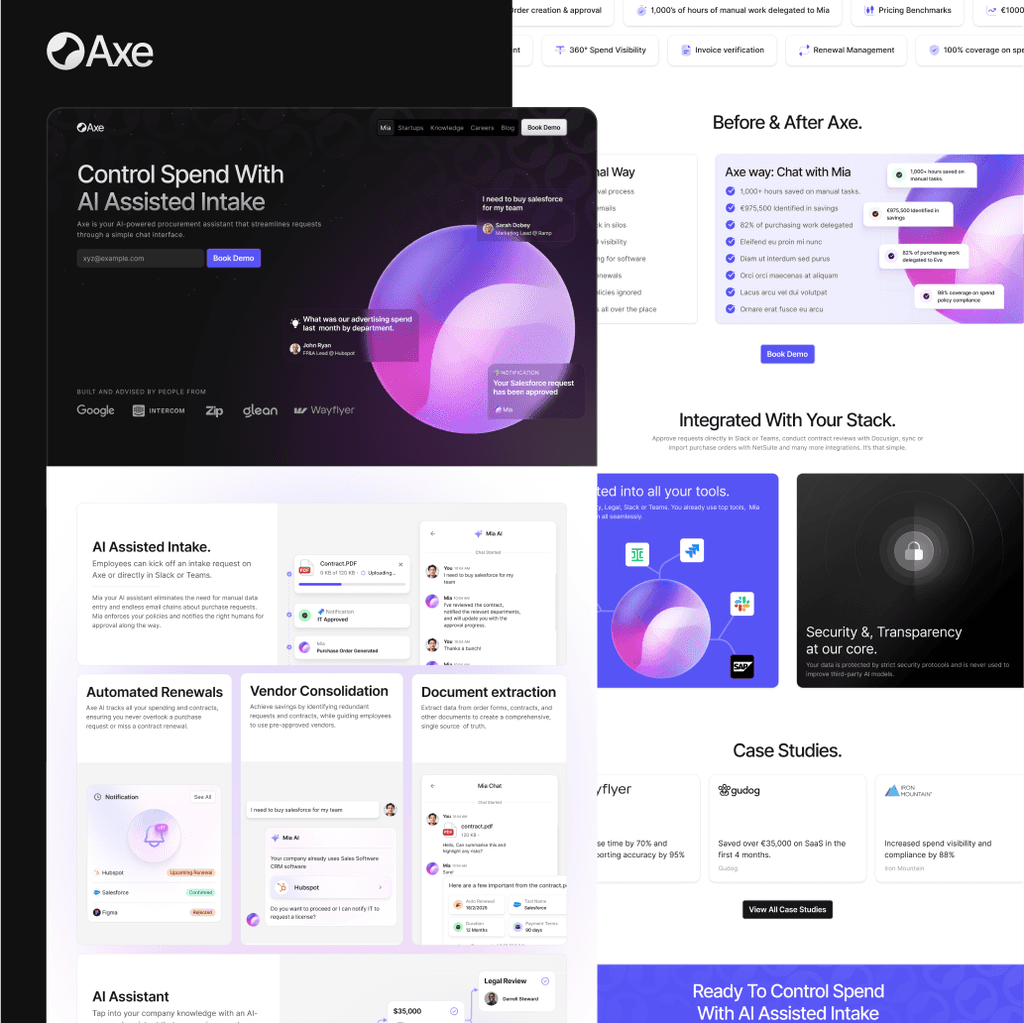 Axe
Axe
Mia Startups Knowledge Careers Blog Book Demo
Control Spend With
AI Assisted Intake
Axe is your AI-powered procurement assistant that streamlines requests
through a simple chat interface.
xyz@example.com Book Demo
I need to buy salesforce
for my team
Sarah Dobey
Marketing Lead @ Ramp
What was our advertising spend
last month by department.
John Ryan
FP&A Lead @ Hubspot
NOTIFICATION
Your Salesforce request
has been approved
Mia
BUILT AND ADVISED BY PEOPLE FROM
Google INTERCOM Zip glean Wayflyer
AI Assisted Intake.
Employees can kick off an intake request on
Axe or directly in Slack or Teams.
Mia your AI assistant eliminates the need for manual data
entry and endless email chains about purchase requests.
Mia enforces your policies and notifies the right humans for
approval along the way.
PDF
Contract.PDF
0 KB of 120 KB • Uploading...
Notification
IT Approved
Mia
Purchase Order Generated
Mia AI
Chat Started
You
I need to buy salesforce for my
team
Mia
I've reviewed the contract,
notified the relevant departments,
and will update you with the
approval progress.
You
Thanks a bunch!
Mia
Automated Renewals
Axe AI tracks all your spending and contracts,
ensuring you never overlook a purchase
request or miss a contract renewal.
Notification See All
Hubspot Upcoming Renewal
Salesforce Confirmed
Figma Rejected
Vendor Consolidation
Achieve savings by identifying redundant
requests and contracts, while guiding employees
to use pre-approved vendors.
I need to buy salesforce for my team
Mia AI
Your company already uses Sales Software
CRM software
Hubspot
Do you want to proceed or I can notify IT to
request a license?
Document extraction
Extract data from order forms, contracts, and
other documents to create a comprehensive,
single source of truth.
Mia Chat
Chat Started
You
PDF
contract.pdf
120 KB
Hello, Can summarise this and
highlight any risks?
Mia
Sure!
Here are a few important from the contract.p
Auto Renewal
18/2/2025
Tool Name
Salesforce
Duration
12 Months
Payment Terms
90 days
AI Assistant
Tap into your company knowledge with an AI-
$35,000
Legal Review
Darrell Steward
Order creation & approval
1,000's of hours of manual work delegated to Mia
Pricing Benchmarks
€1000
nt
360° Spend Visibility
Invoice verification
Renewal Management
100% coverage on spe
Before & After Axe.
nal Way
val process
emails
ck in silos
l visibility
ng for software
enewals
olicies ignored
s all over the place
Axe way: Chat with Mia
1,000+ hours saved on manual tasks.
€975,500 Identified in savings
82% of purchasing work delegated
Eleifend eu proin mi nunc
Diam ut interdum sed purus
Orci orci maecenas at aliquam
Lacus arcu vel dui volutpat
Ornare erat fusce eu arcu
1,000+ hours saved on
manual tasks.
€975,500 Identified in
savings
82% of purchasing work
delegated to Eva
98% coverage on spend
policy compliance
Book Demo
Integrated With Your Stack.
Approve requests directly in Slack or Teams, conduct contract reviews with Docusign, sync or
import purchase orders with NetSuite and many more integrations. It's that simple.
ted into all your tools.
y, Legal, Slack or Teams. You already use top tools, Mia
n all seamlessly.
SAP
Security &, Transparency
at our core.
Your data is protected by strict security protocols and is never used to
improve third-party AI models.
Case Studies.
yflyer
se time by 70% and
porting accuracy by 95%
gudog
Saved over €35,000 on SaaS in the
first 4 months.
Gudog
IRON
MOUNTAIN
Increased spend visibility and
compliance by 88%
Iron Mountain
View All Case Studies
Ready To Control Spend
With AI Assisted Intake